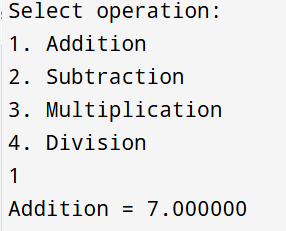 Select operation:
1. Addition
2. Subtraction
3. Multiplication
4. Division
1
Addition = 7.000000